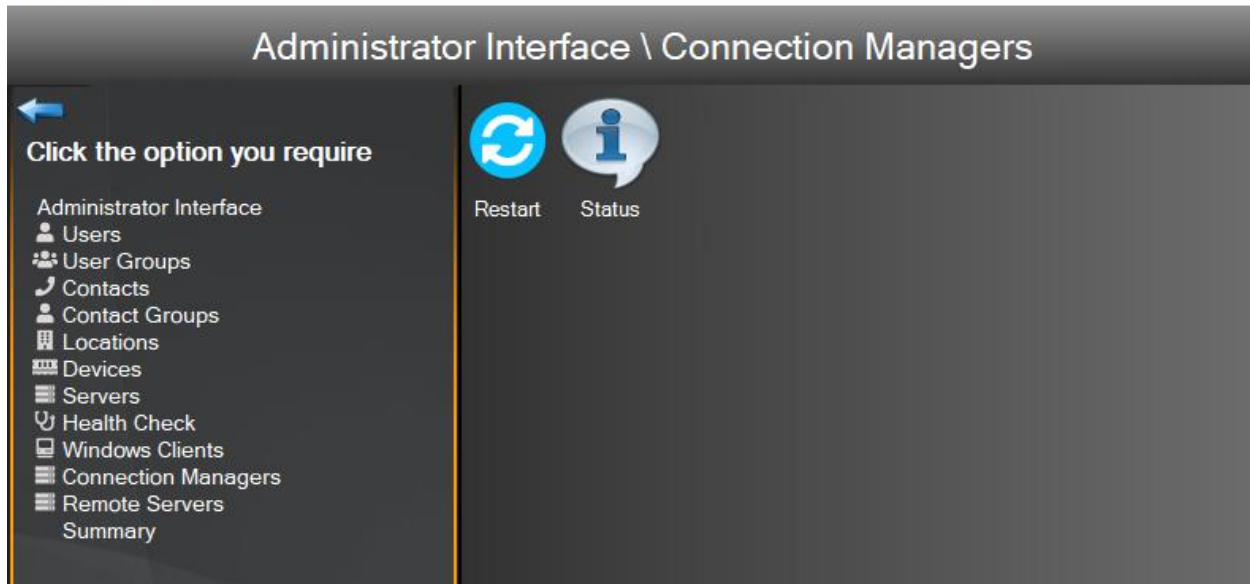 Administrator Interface \ Connection Managers
Click the option you require
Administrator Interface
Users
User Groups
Contacts
Contact Groups
Locations
Devices
Servers
Health Check
Windows Clients
Connection Managers
Remote Servers
Summary
Restart Status